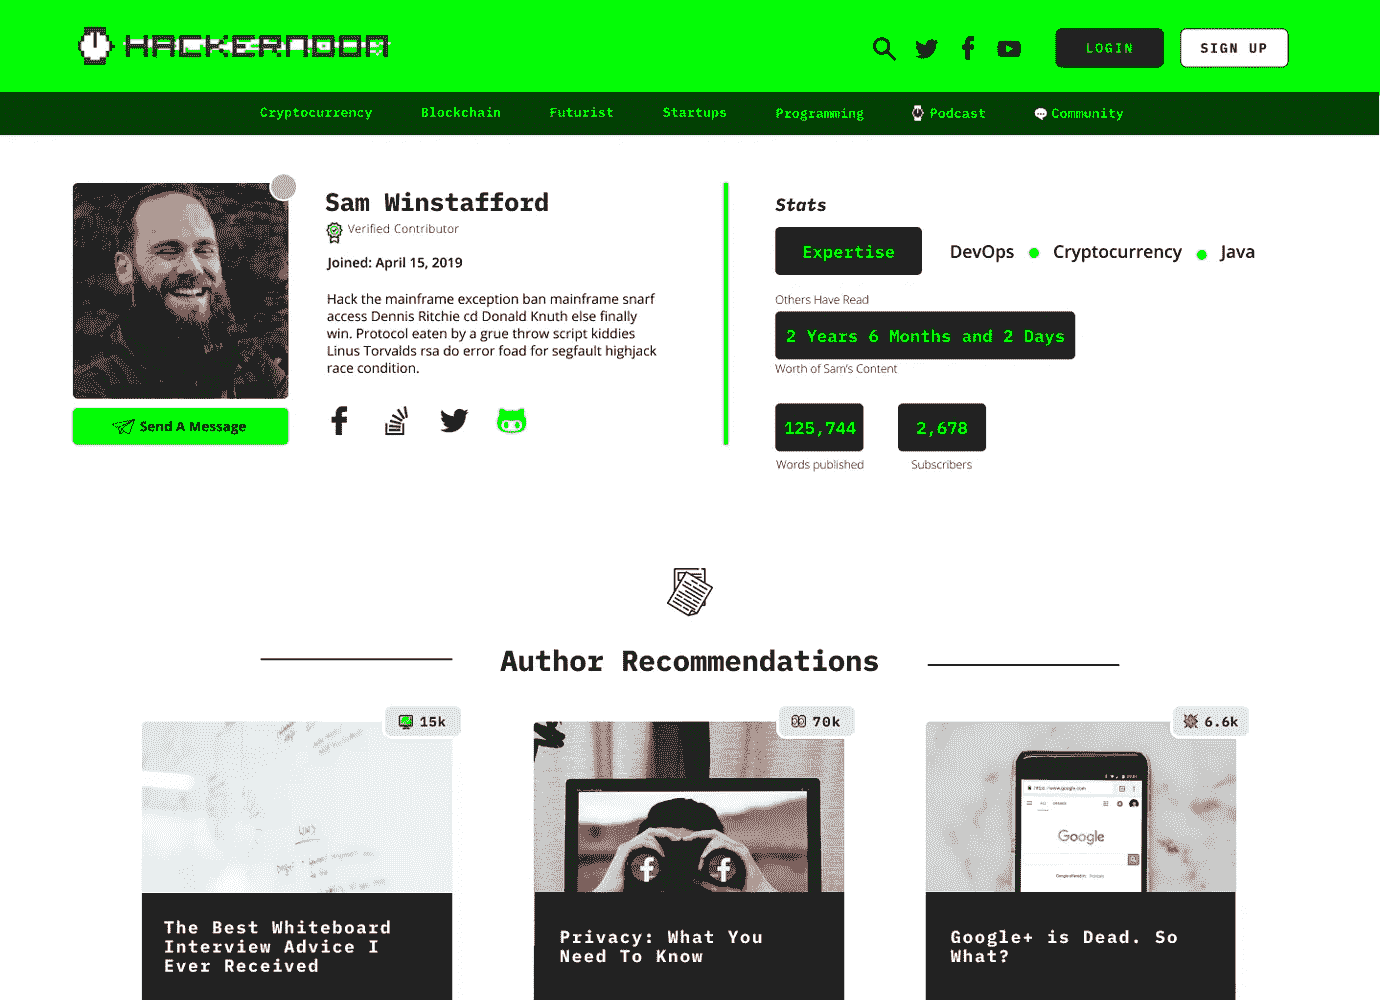 HACKERNOON
LOGIN
SIGN UP
Cryptocurrency
Blockchain
Futurist
Startups
Programming
Podcast
Community
Sam Winstafford
Verified Contributor
Joined: April 15, 2019
Hack the mainframe exception ban mainframe snarf
access Dennis Ritchie cd Donald Knuth else finally
win. Protocol eaten by a grue throw script kiddies
Linus Torvalds rsa do error foad for segfault highjack
race condition.
Send A Message
Stats
Expertise
DevOps
Cryptocurrency
Java
Others Have Read
2 Years 6 Months and 2 Days
Worth of Sam's Content
125,744
2,678
Words published
Subscribers
Author Recommendations
15k
70k
6.6k
Google
The Best Whiteboard
Interview Advice I
Ever Received
Privacy: What You
Need To Know
Google+ is Dead. So
What?